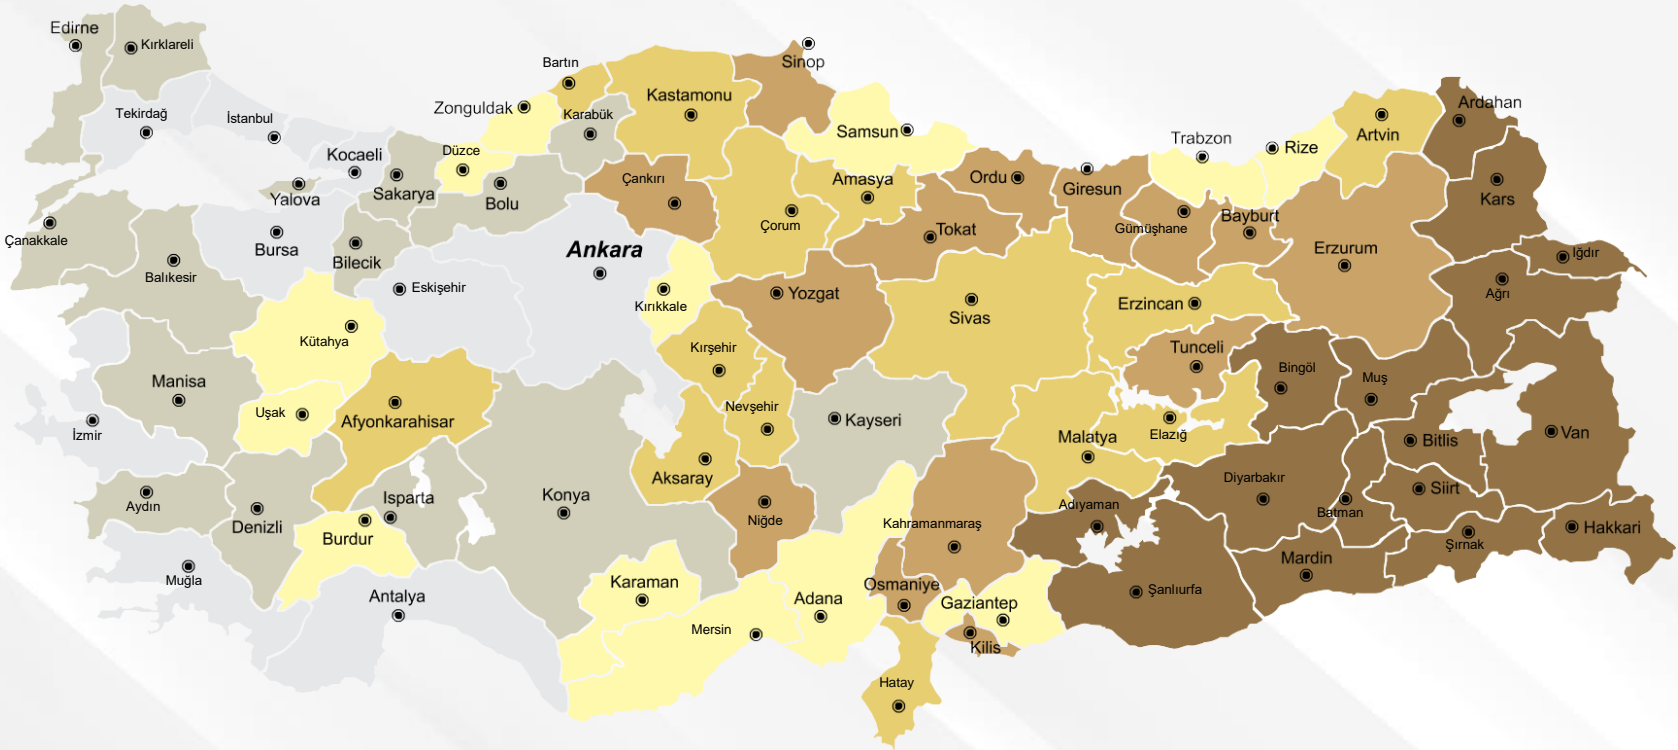 Edirne
Kırklareli
Tekirdağ
İstanbul
Kocaeli
Yalova
Sakarya
Düzce
Zonguldak
Bartın
Karabük
Kastamonu
Sinop
Samsun
Bolu
Çankırı
Çorum
Amasya
Tokat
Ordu
Giresun
Trabzon
Rize
Artvin
Ardahan
Kars
Gümüşhane
Bayburt
Erzurum
Iğdır
Ağrı
Çanakkale
Balıkesir
Bursa
Bilecik
Eskişehir
Ankara
Kırıkkale
Yozgat
Sivas
Erzincan
Tunceli
Bingöl
Muş
Kütahya
Manisa
Uşak
Afyonkarahisar
Kırşehir
Nevşehir
Kayseri
Malatya
Elazığ
Bitlis
Van
İzmir
Aydın
Denizli
Isparta
Burdur
Konya
Aksaray
Niğde
Kahramanmaraş
Adıyaman
Diyarbakır
Batman
Siirt
Şırnak
Hakkari
Muğla
Antalya
Karaman
Mersin
Adana
Osmaniye
Gaziantep
Kilis
Hatay
Şanlıurfa
Mardin